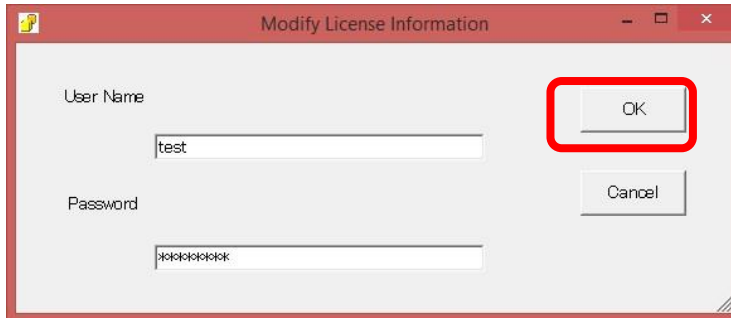 Modify License Information
User Name
OK
test
Cancel
Password
********